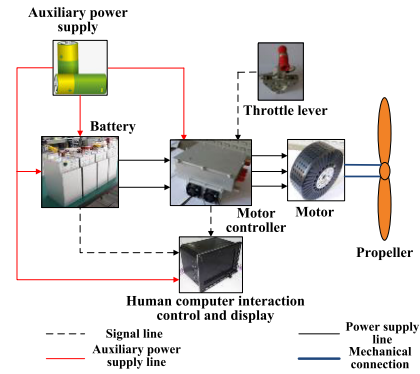 Auxiliary power
supply
Battery
Throttle lever
Motor
controller
Motor
Propeller
Human computer interaction
control and display
Signal line
Auxiliary power
supply line
Power supply
line
Mechanical
connection